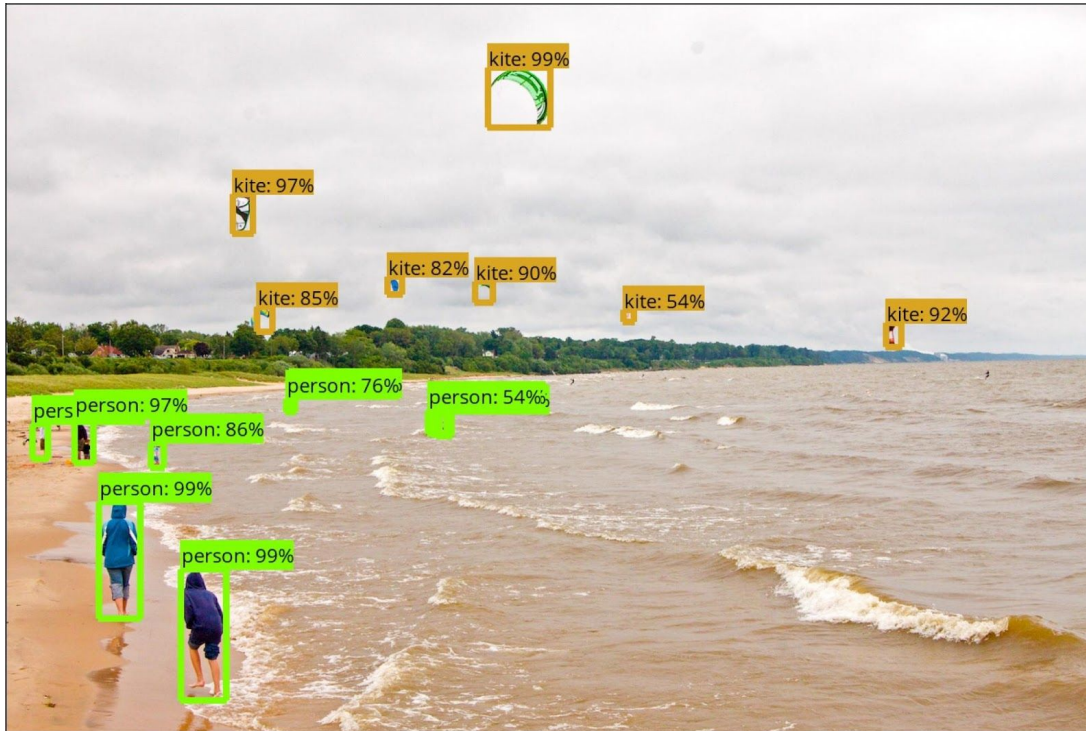 kite: 99%
kite: 97%
kite: 82%
kite: 90%
kite: 85%
kite: 54%
kite: 92%
person: 76%
person: 54%
pers
person: 97%
person: 86%
person: 99%
person: 99%